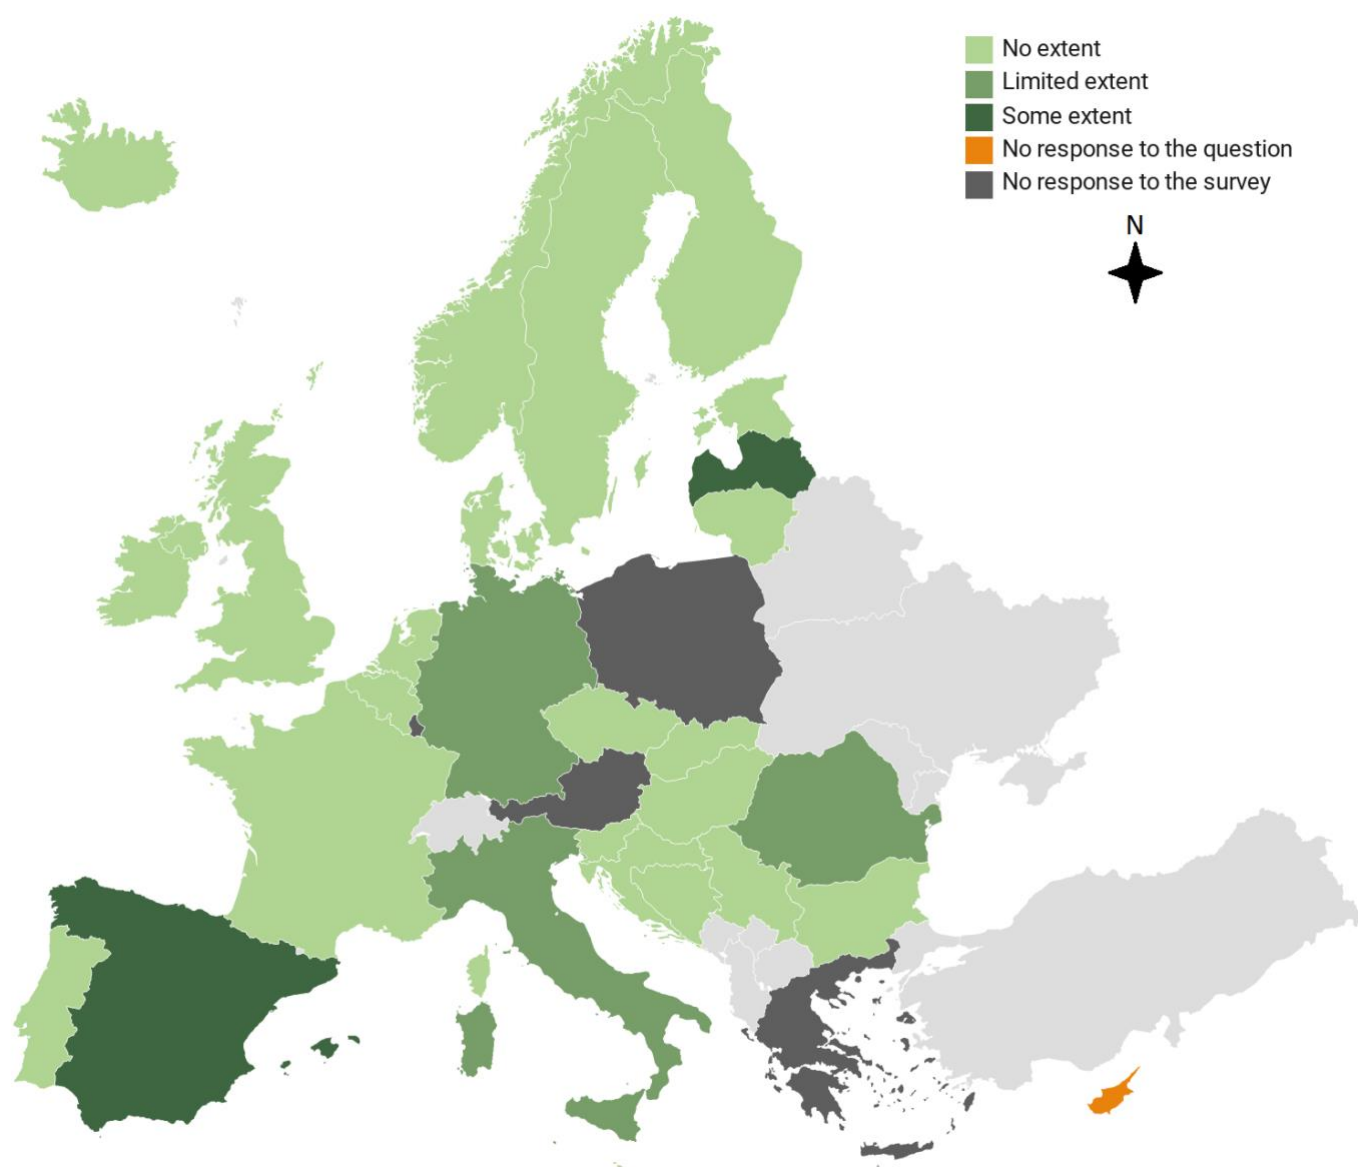 No extent
Limited extent
Some extent
No response to the question
No response to the survey
N